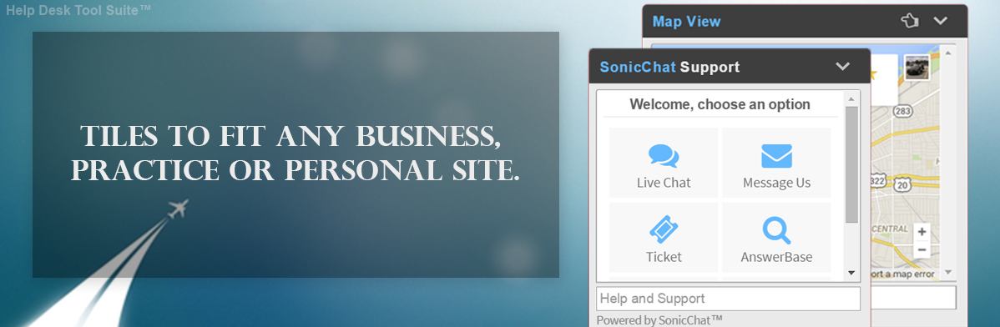 Help Desk Tool Suite™
TILES TO FIT ANY BUSINESS,
PRACTICE OR PERSONAL SITE.
Map View
SonicChat Support
Welcome, choose an option
Live Chat
Message Us
Ticket
AnswerBase
Help and Support
Powered by SonicChat™
283
322
20
CENTRAL
+
−
ort a map error